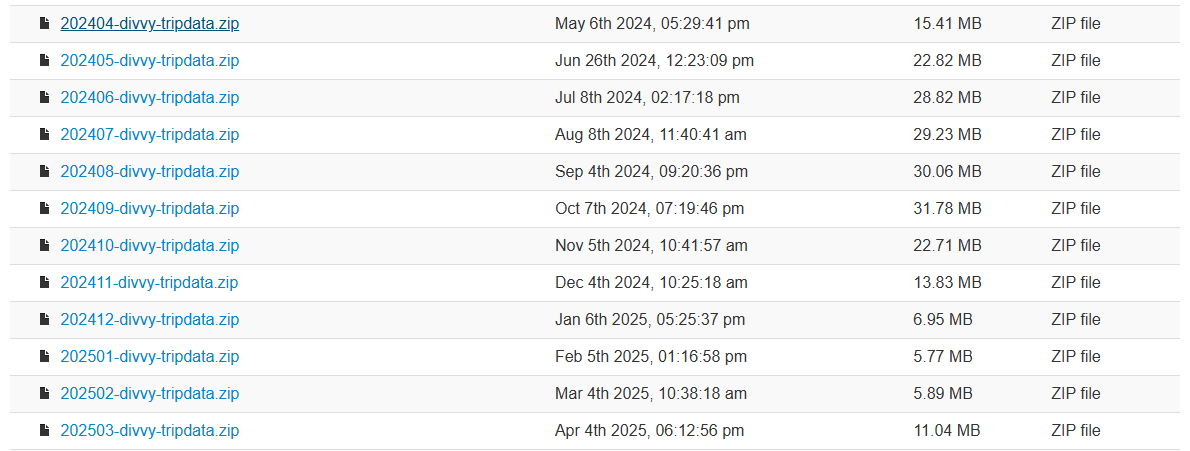 202404-divvy-tripdata.zip May 6th 2024, 05:29:41 pm 15.41 MB ZIP file
202405-divvy-tripdata.zip Jun 26th 2024, 12:23:09 pm 22.82 MB ZIP file
202406-divvy-tripdata.zip Jul 8th 2024, 02:17:18 pm 28.82 MB ZIP file
202407-divvy-tripdata.zip Aug 8th 2024, 11:40:41 am 29.23 MB ZIP file
202408-divvy-tripdata.zip Sep 4th 2024, 09:20:36 pm 30.06 MB ZIP file
202409-divvy-tripdata.zip Oct 7th 2024, 07:19:46 pm 31.78 MB ZIP file
202410-divvy-tripdata.zip Nov 5th 2024, 10:41:57 am 22.71 MB ZIP file
202411-divvy-tripdata.zip Dec 4th 2024, 10:25:18 am 13.83 MB ZIP file
202412-divvy-tripdata.zip Jan 6th 2025, 05:25:37 pm 6.95 MB ZIP file
202501-divvy-tripdata.zip Feb 5th 2025, 01:16:58 pm 5.77 MB ZIP file
202502-divvy-tripdata.zip Mar 4th 2025, 10:38:18 am 5.89 MB ZIP file
202503-divvy-tripdata.zip Apr 4th 2025, 06:12:56 pm 11.04 MB ZIP file